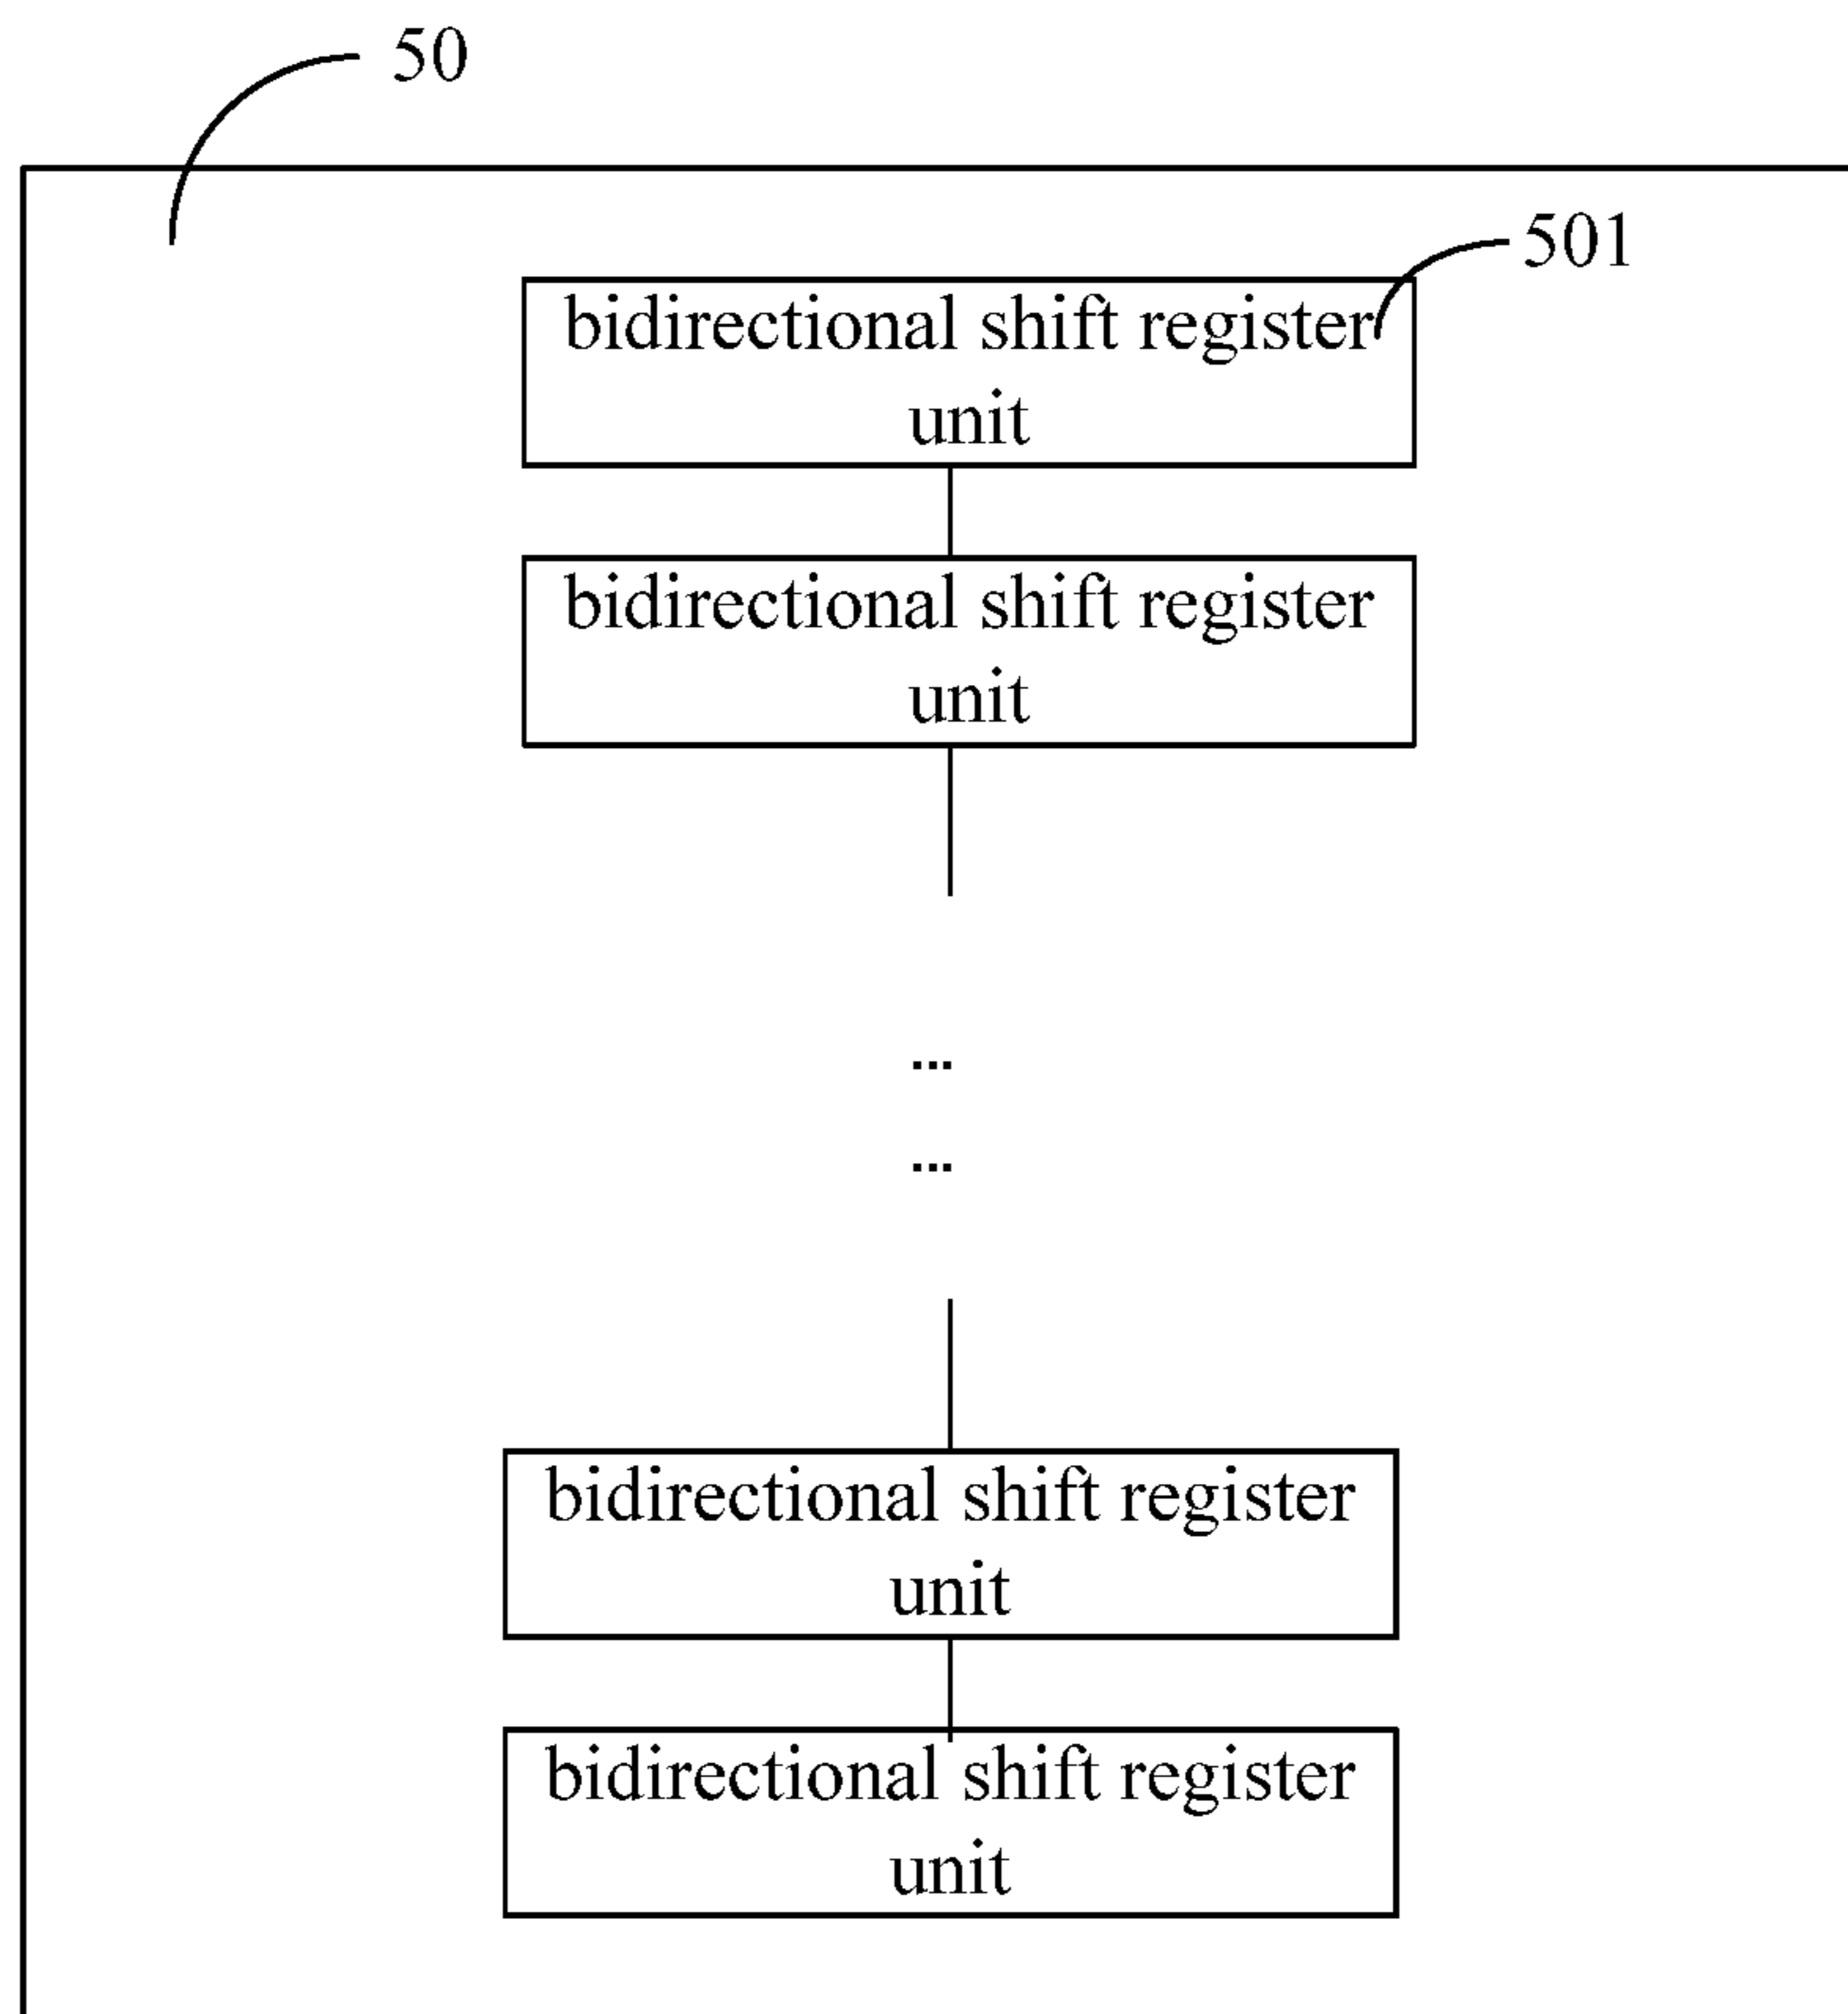 50
501
bidirectional shift register
unit
bidirectional shift register
unit
...
...
bidirectional shift register
unit
bidirectional shift register
unit